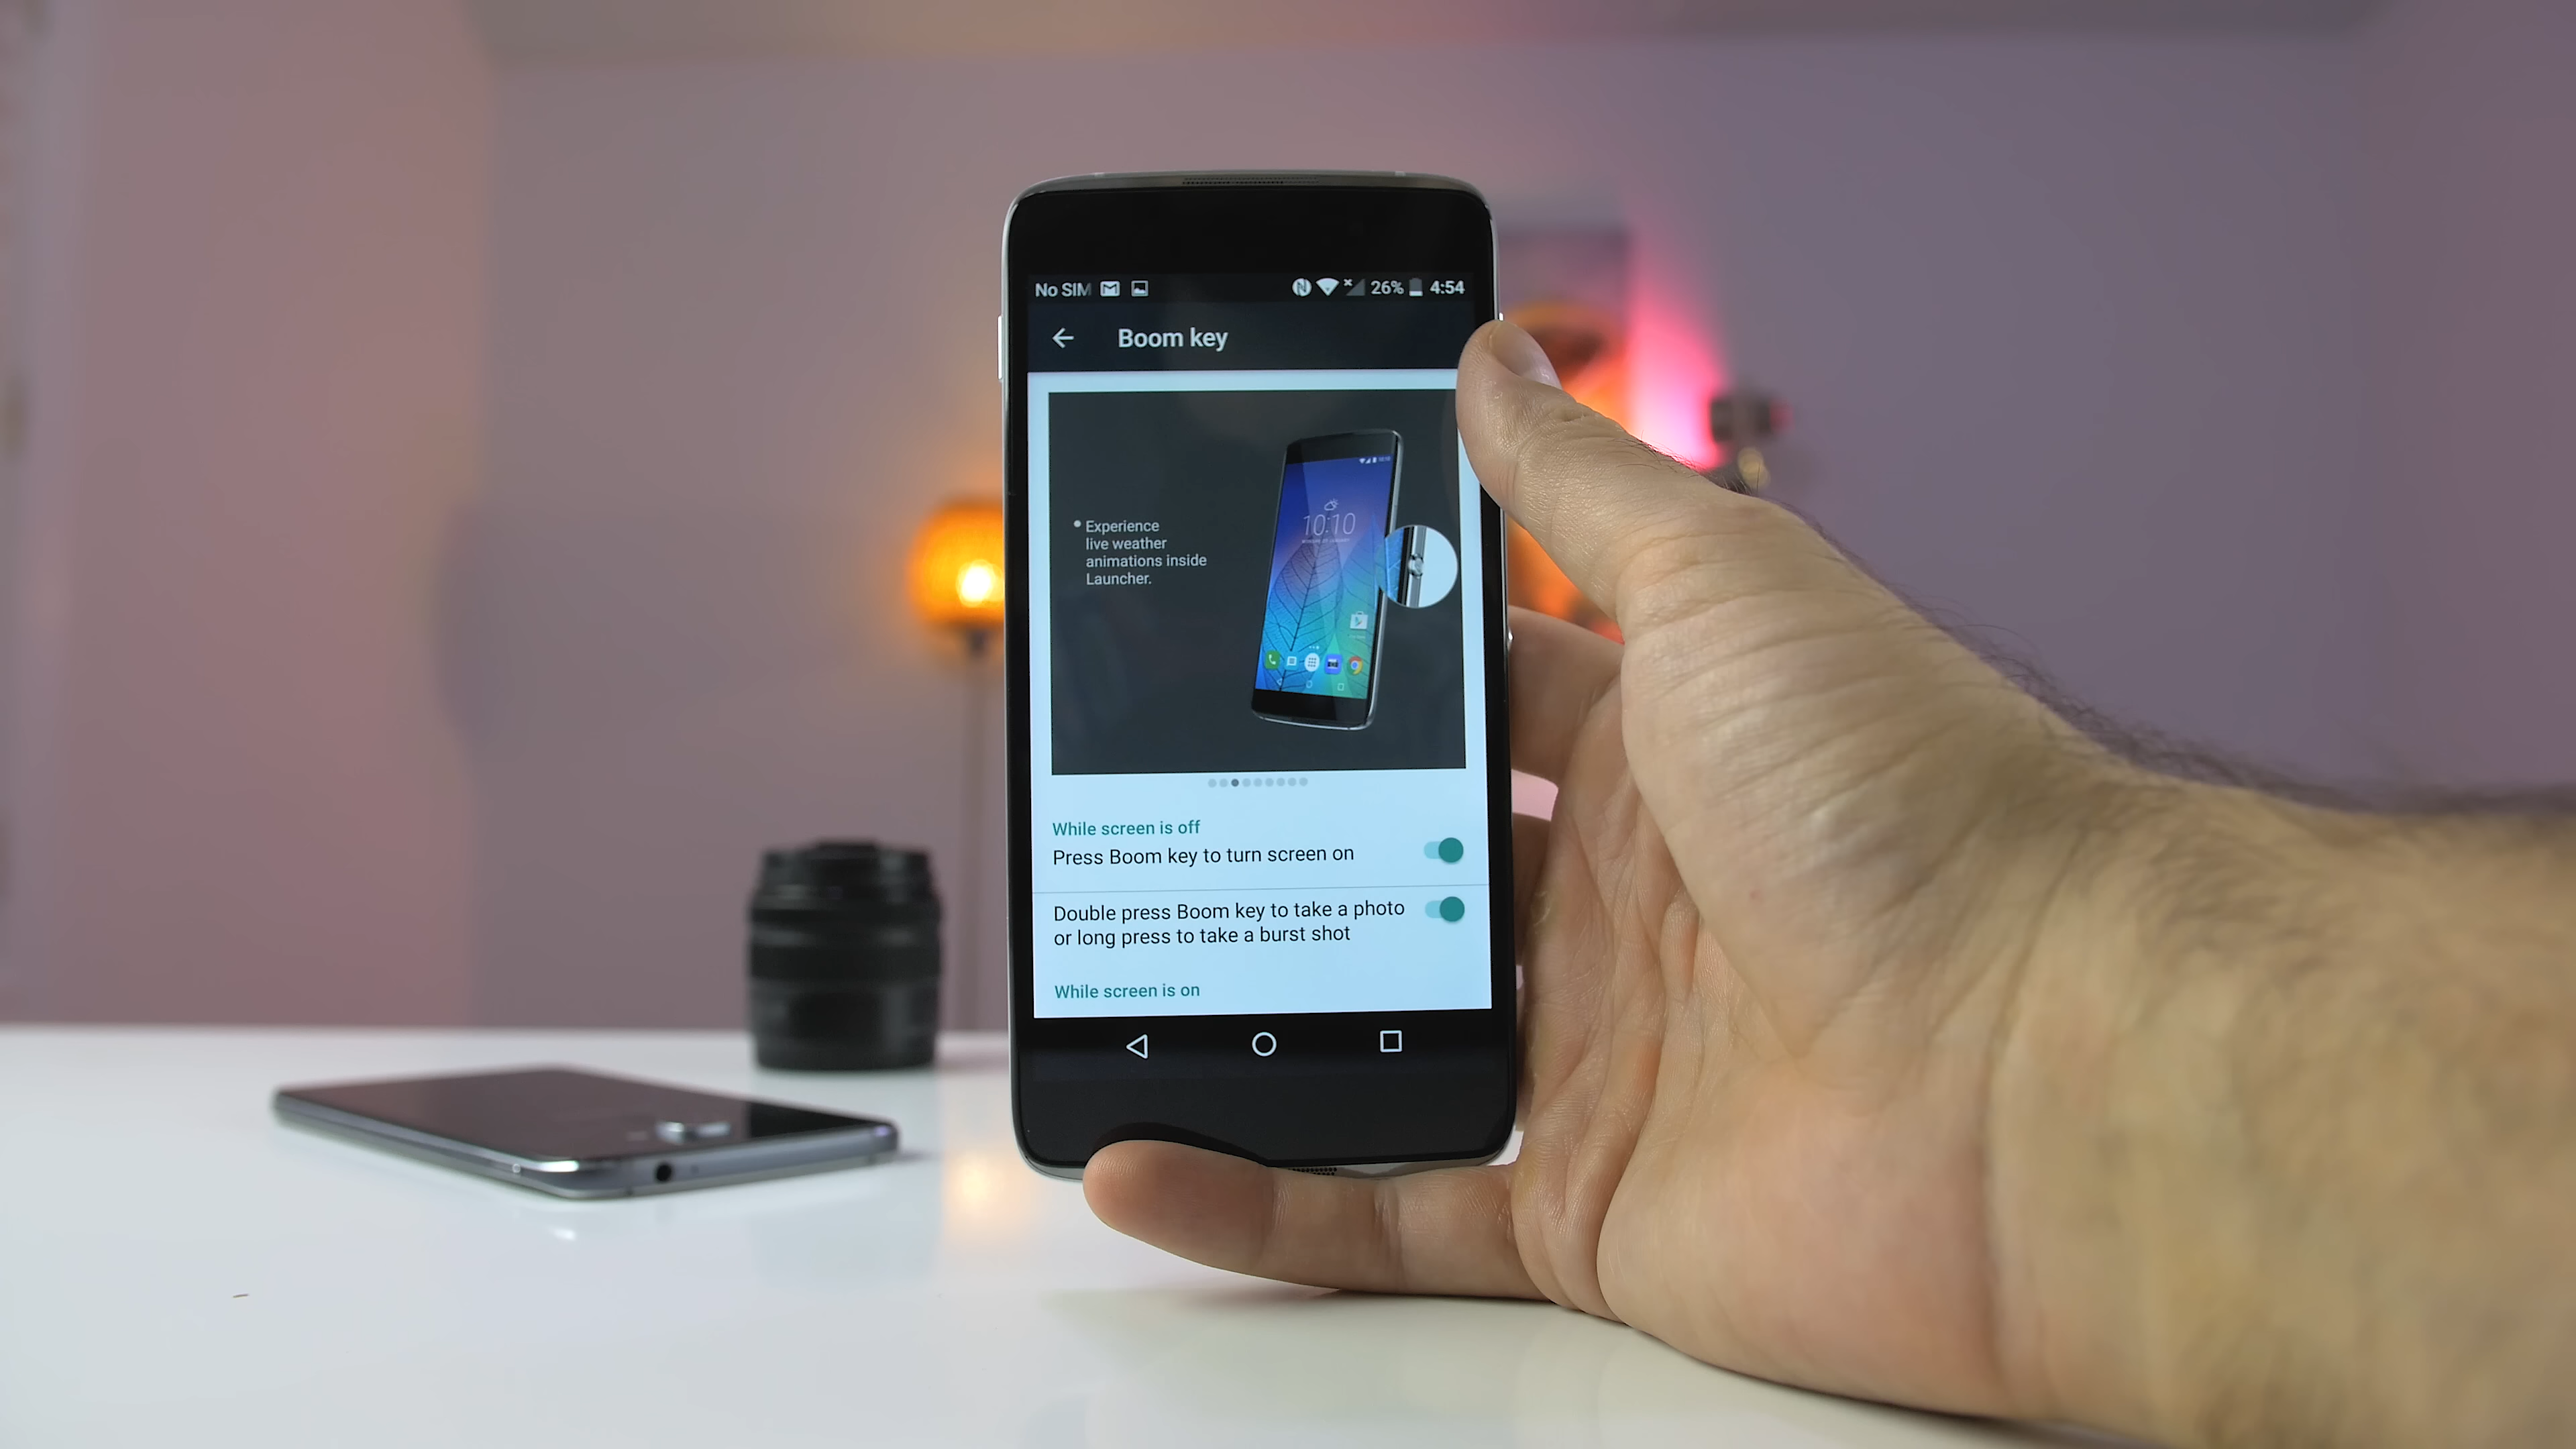 No SIM 26% 4:54
Boom key
Experience
live weather
animations inside
Launcher.
10:10
While screen is off
Press Boom key to turn screen on
Double press Boom key to take a photo
or long press to take a burst shot
While screen is on